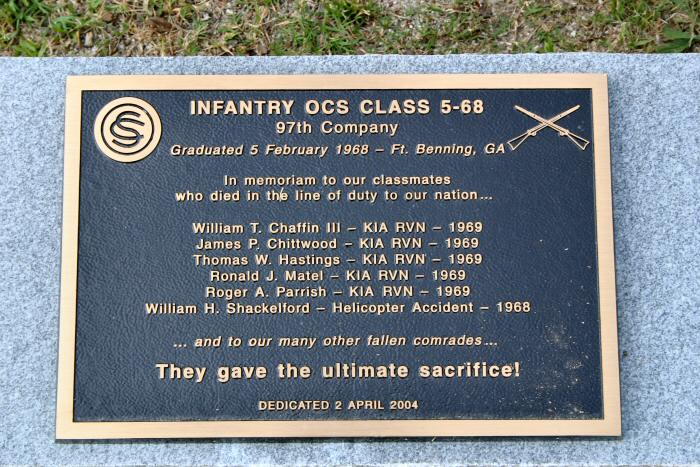 OCS
INFANTRY OCS CLASS 5-68
97th Company
Graduated 5 February 1968 – Ft. Benning, GA
In memoriam to our classmates
who died in the line of duty to our nation...
William T. Chaffin III – KIA RVN – 1969
James P. Chittwood – KIA RVN – 1969
Thomas W. Hastings – KIA RVN – 1969
Ronald J. Matel – KIA RVN – 1969
Roger A. Parrish – KIA RVN – 1969
William H. Shackelford – Helicopter Accident – 1968
... and to our many other fallen comrades...
They gave the ultimate sacrifice!
DEDICATED 2 APRIL 2004